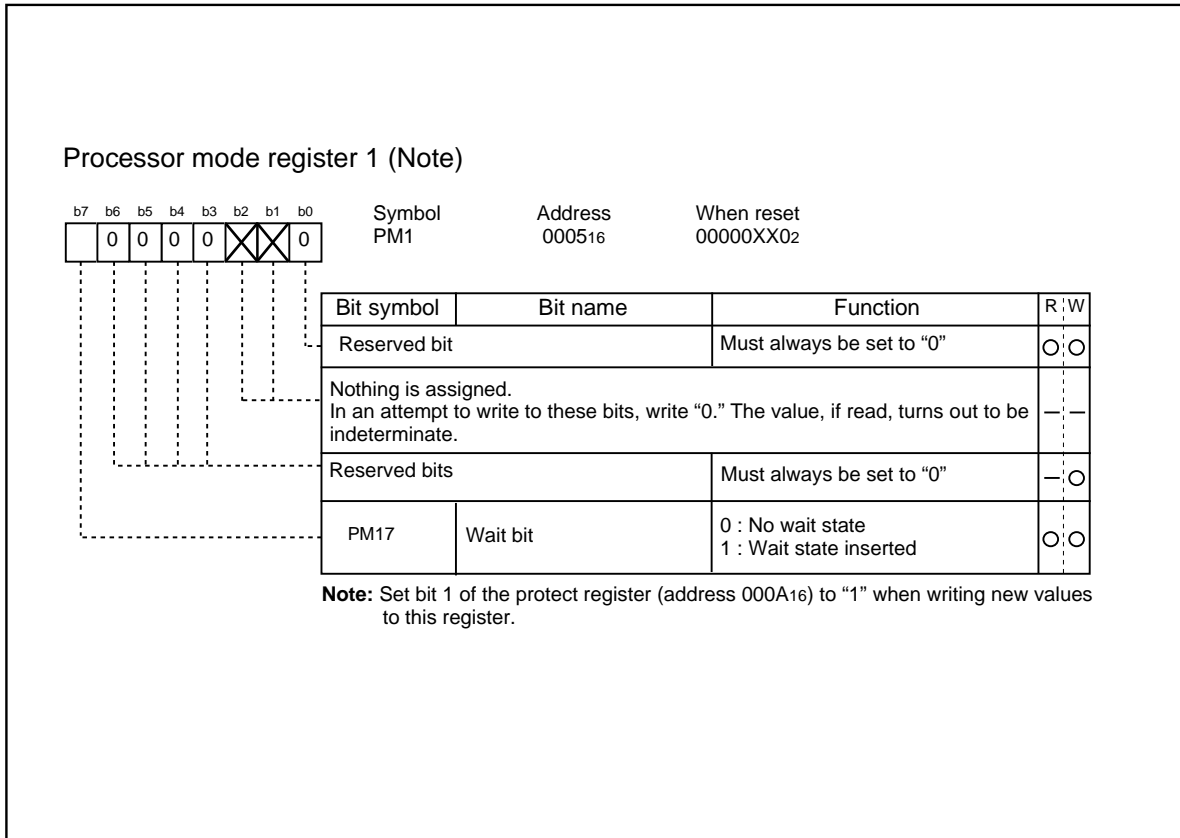 Processor mode register 1 (Note)
b7 b6 b5 b4 b3 b2 b1 b0
0 0 0 0 0
Symbol Address When reset
PM1 000516 00000XX02
Bit symbol Bit name Function R W
Reserved bit Must always be set to “0”
Nothing is assigned.
In an attempt to write to these bits, write “0.” The value, if read, turns out to be
indeterminate.
Reserved bits Must always be set to “0”
PM17 Wait bit 0 : No wait state
1 : Wait state inserted
Note: Set bit 1 of the protect register (address 000A16) to “1” when writing new values
to this register.